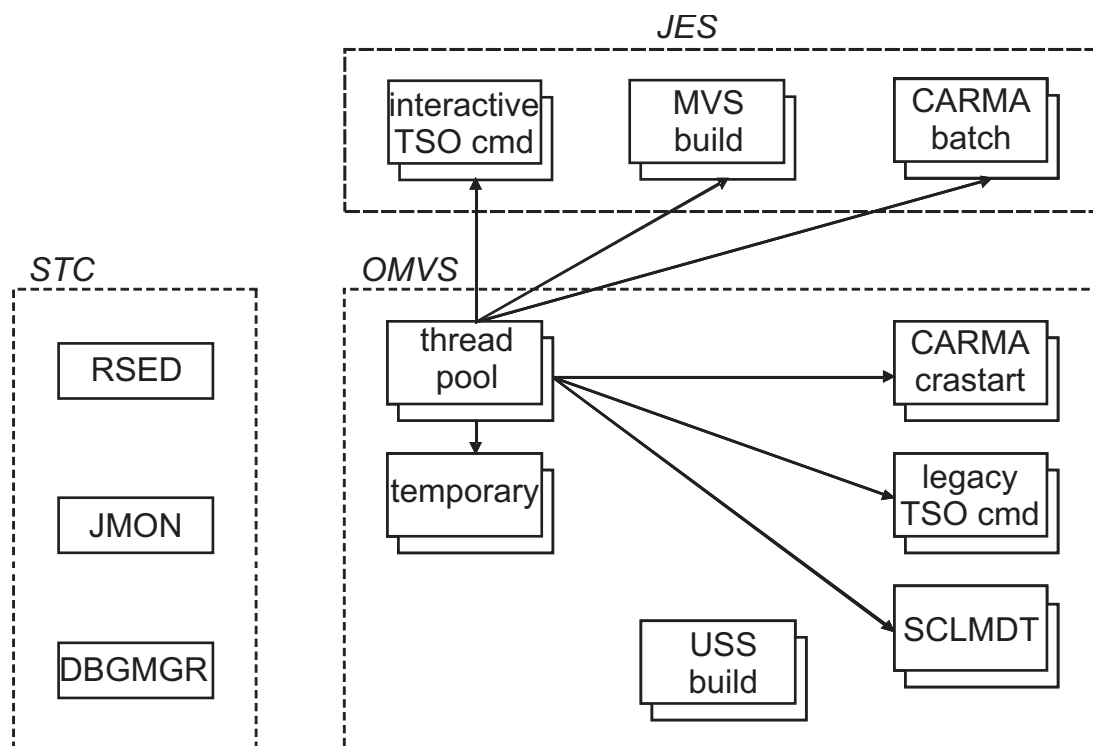 JES
interactive
TSO cmd
MVS
build
CARMA
batch
STC
OMVS
RSED
JMON
DBGMGR
thread
pool
temporary
CARMA
crastart
legacy
TSO cmd
SCLMDT
USS
build